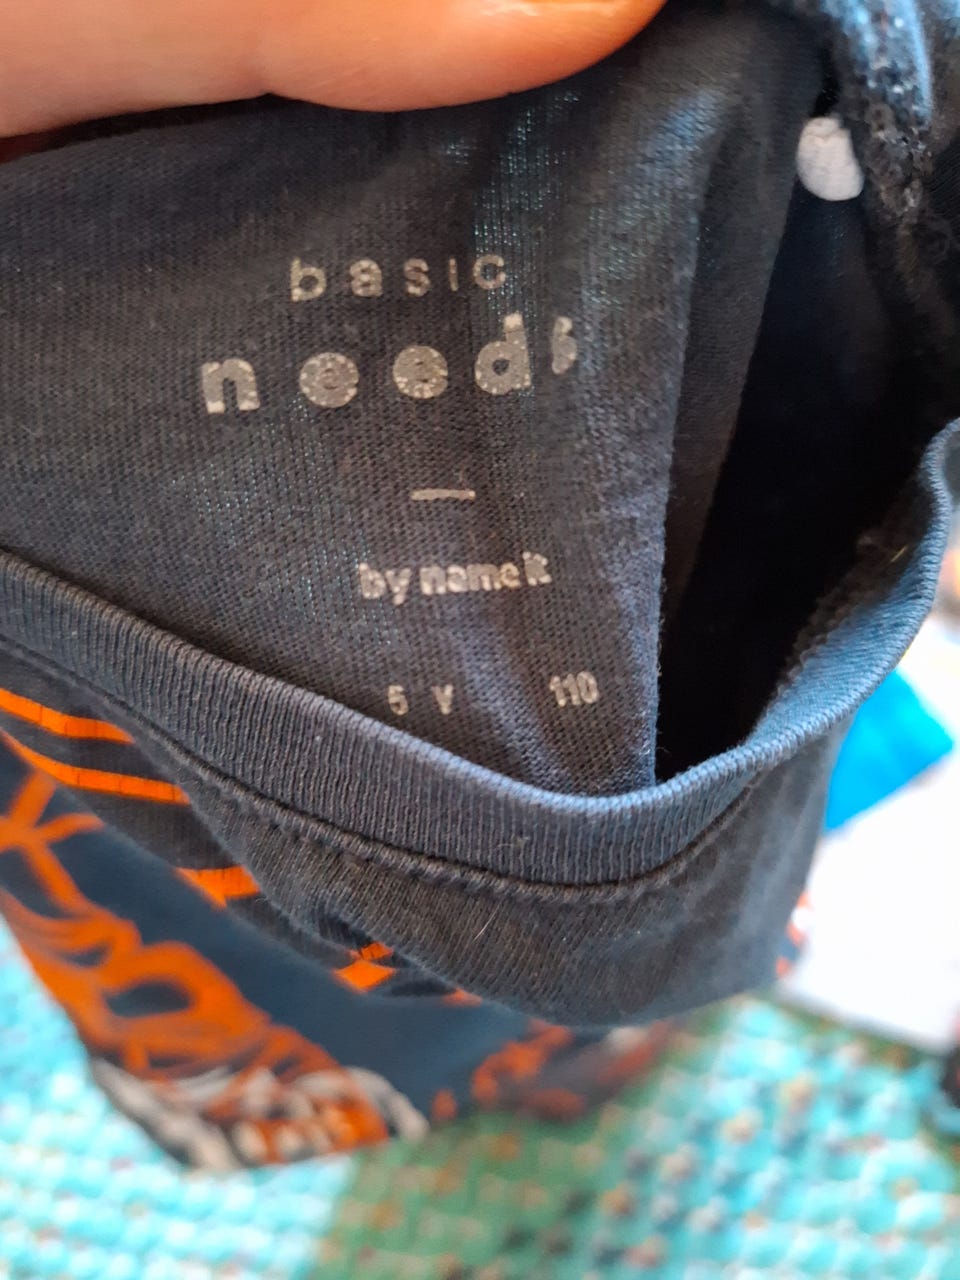 basic
needs
by name it
5 Y 110